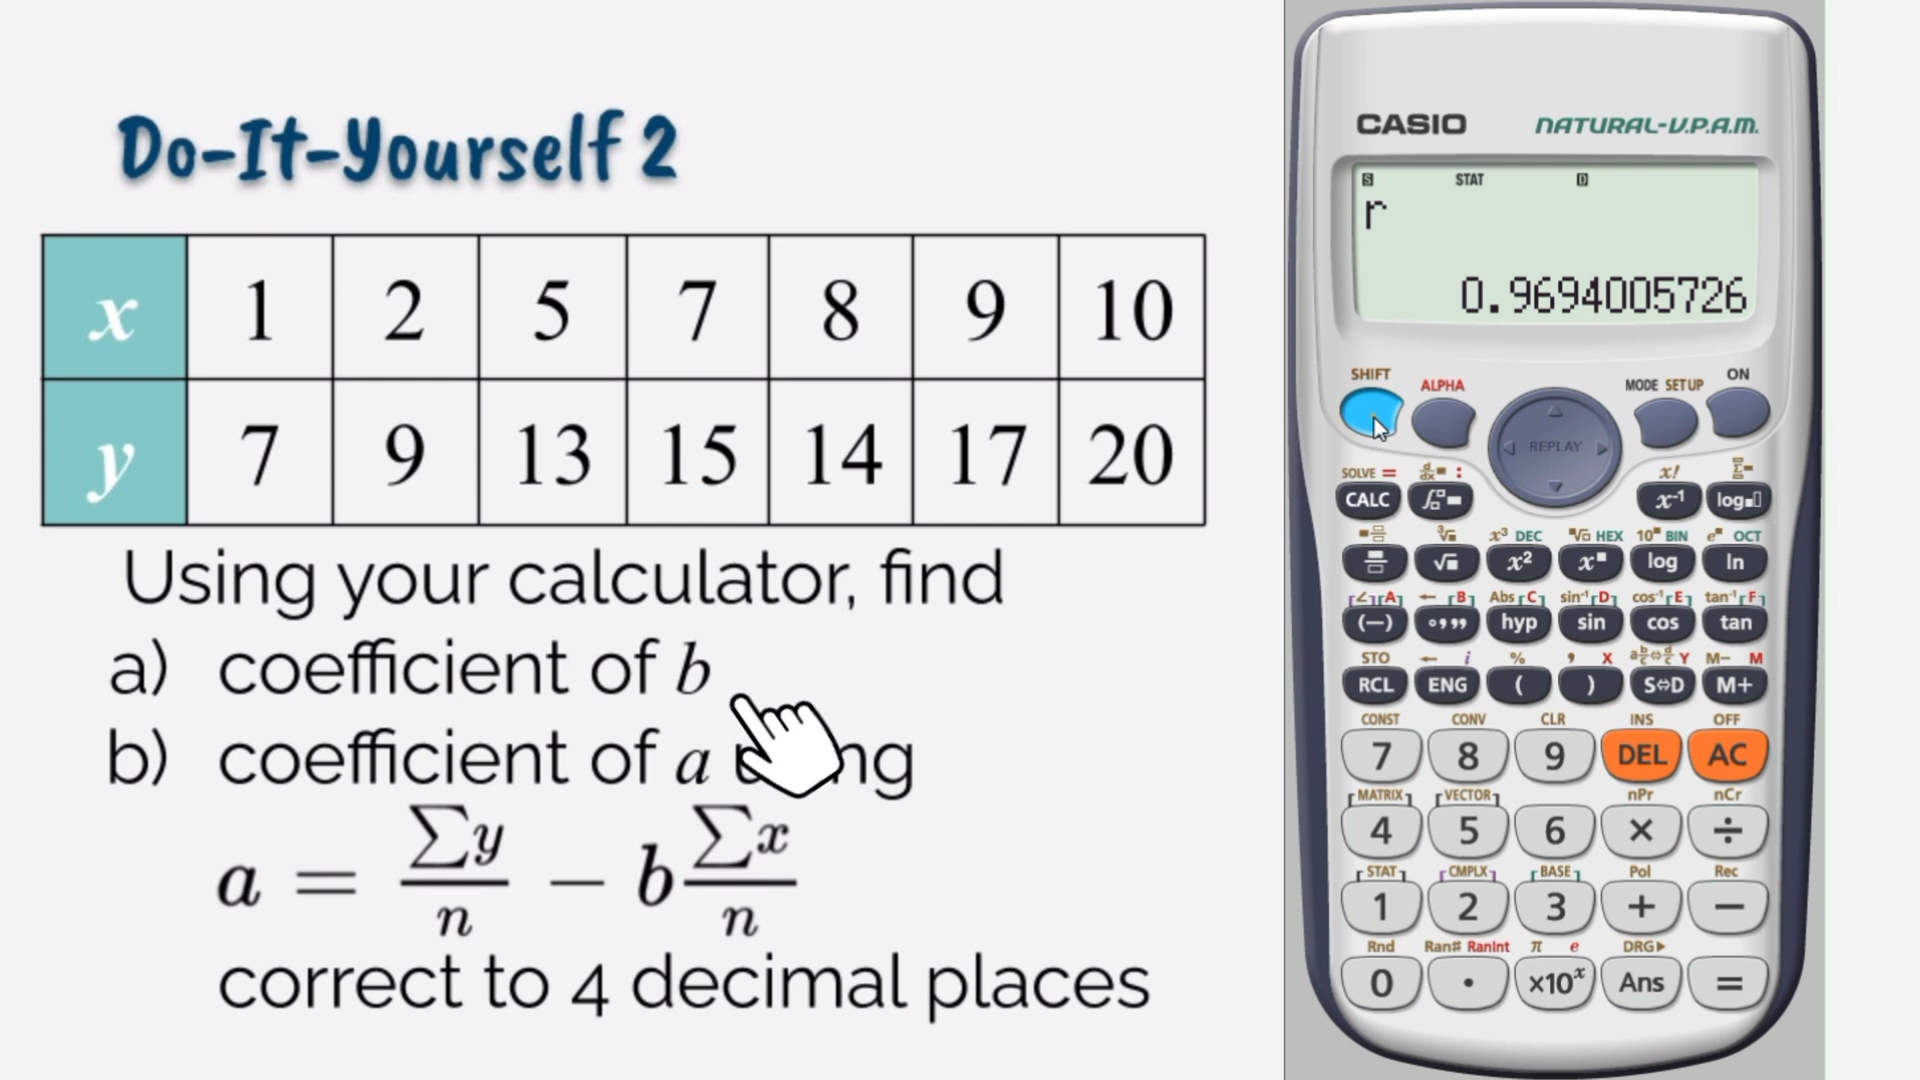 Do-It-Yourself 2
x 1 2 5 7 8 9 10
y 7 9 13 15 14 17 20
Using your calculator, find
a) coefficient of b
b) coefficient of a
a = ∑y/n − b ∑x/n
correct to 4 decimal places
CASIO NATURAL-V.P.A.M.
S STAT D
r
0.9694005726
SHIFT ALPHA MODE SETUP ON
REPLAY
SOLVE = d/dx■ : x! Σ■
CALC ∫■ x⁻¹ log■□
■■/□ ³√■ x³ DEC ■√□ HEX 10■ BIN e■ OCT
■/□ √■ x² x■ log ln
∠ A ← B Abs C sin⁻¹ D cos⁻¹ E tan⁻¹ F
(−) °’’’ hyp sin cos tan
STO ← i % , X a b/c⇔d/c Y M− M
RCL ENG ( ) S⇔D M+
CONST CONV CLR INS OFF
7 8 9 DEL AC
MATRIX VECTOR nPr nCr
4 5 6 × ÷
STAT CMPLX BASE Pol Rec
1 2 3 + −
Rnd Ran# RanInt π e DRG▶
0 . ×10ˣ Ans =